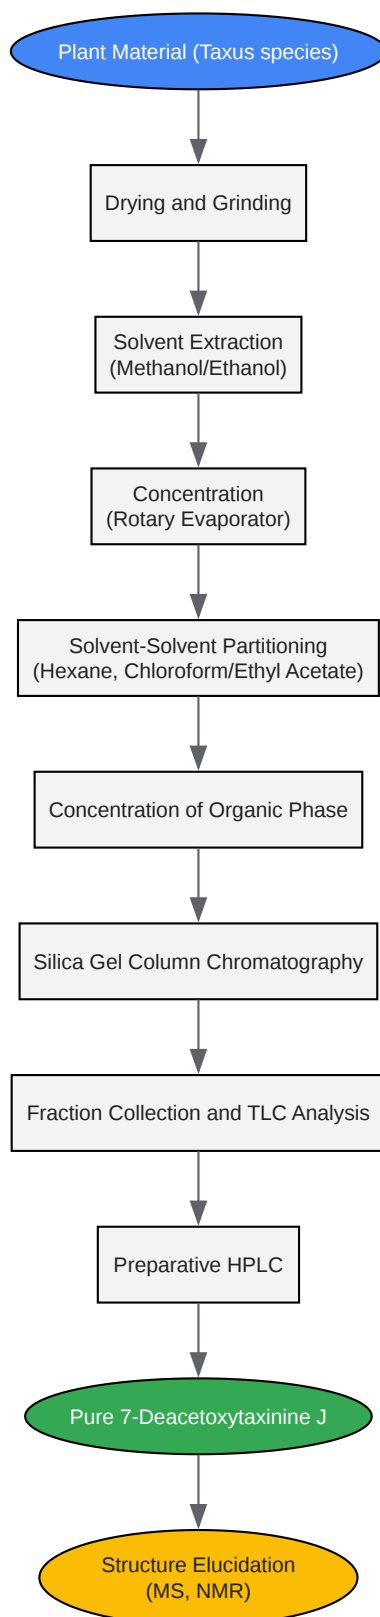 Plant Material (Taxus species)
Drying and Grinding
Solvent Extraction
(Methanol/Ethanol)
Concentration
(Rotary Evaporator)
Solvent-Solvent Partitioning
(Hexane, Chloroform/Ethyl Acetate)
Concentration of Organic Phase
Silica Gel Column Chromatography
Fraction Collection and TLC Analysis
Preparative HPLC
Pure 7-Deacetoxytaxinine J
Structure Elucidation
(MS, NMR)